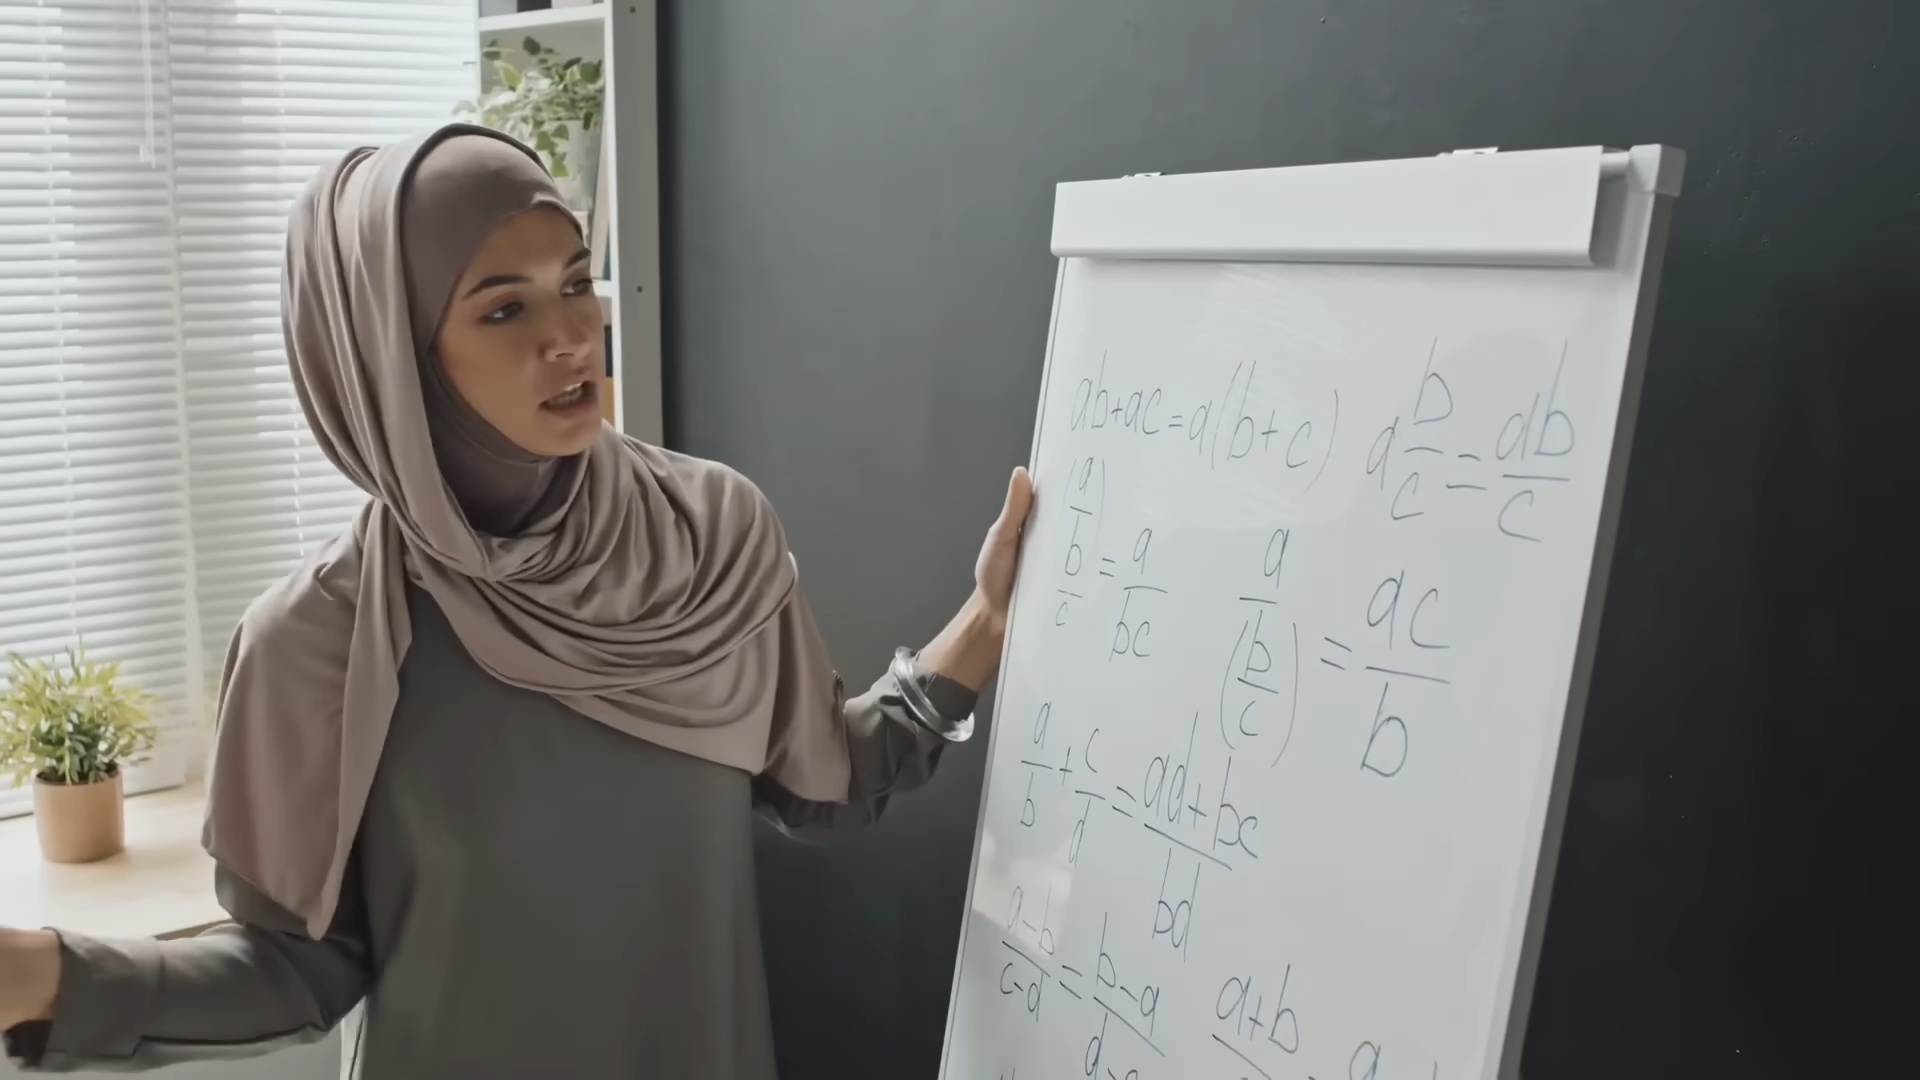 ab+ac=a(b+c)
a b/c = ab/c
(a/b)/c = a/bc
a/(b/c) = ac/b
a/b + c/d = ad+bc/bd
a-b/c-d = b-a/d-c
a+b
a